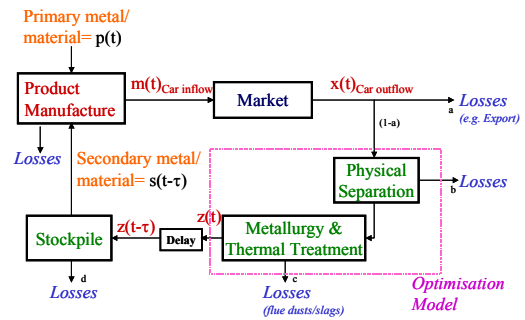 Primary metal/
material= p(t)
Product
Manufacture
m(t)Car inflow
Market
x(t)Car outflow
a
Losses
(e.g. Export)
(1-a)
Losses
Secondary metal/
material= s(t-τ)
Physical
Separation
b
Losses
Stockpile
z(t-τ)
Delay
z(t)
Metallurgy &
Thermal Treatment
d
Losses
c
Losses
(flue dusts/slags)
Optimisation
Model